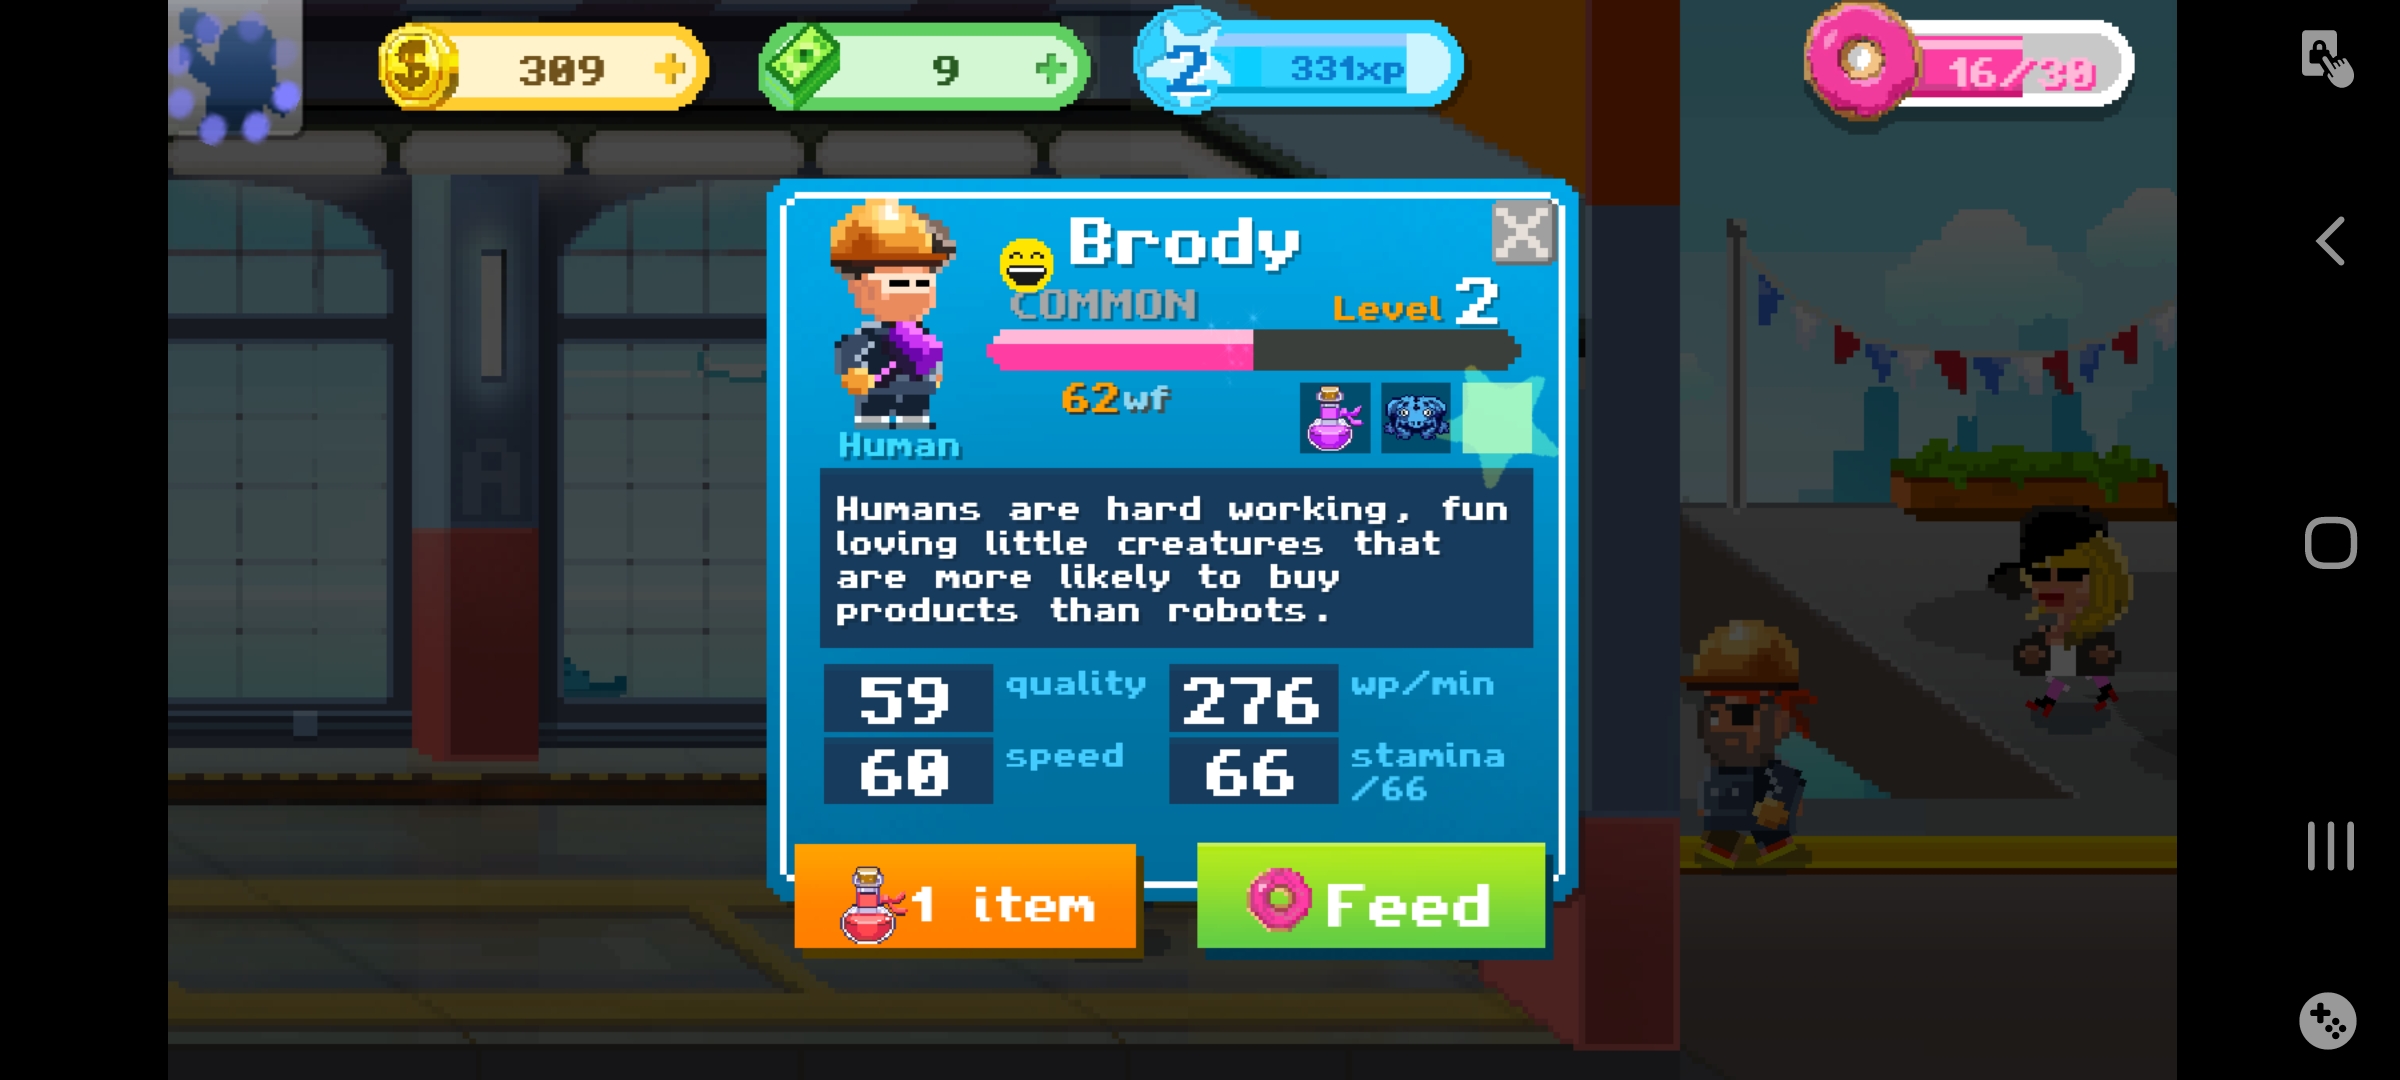 309 +
9 +
2 331xp
16/30
Brody
COMMON
Level 2
62wf
Human
Humans are hard working, fun
loving little creatures that
are more likely to buy
products than robots.
59 quality
276 wp/min
60 speed
66 stamina
/66
1 item
Feed
A